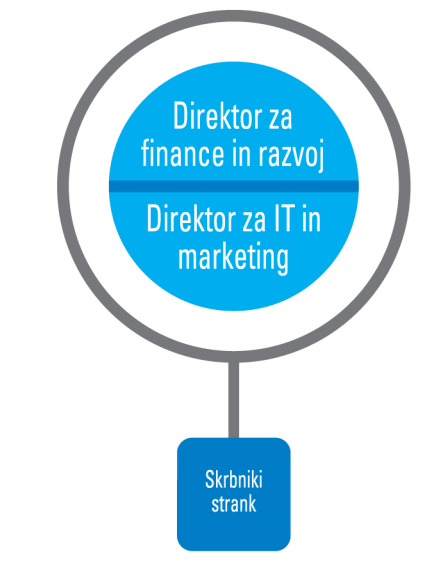 Direktor za
finance in razvoj
Direktor za IT in
marketing
Skrbniki
strank